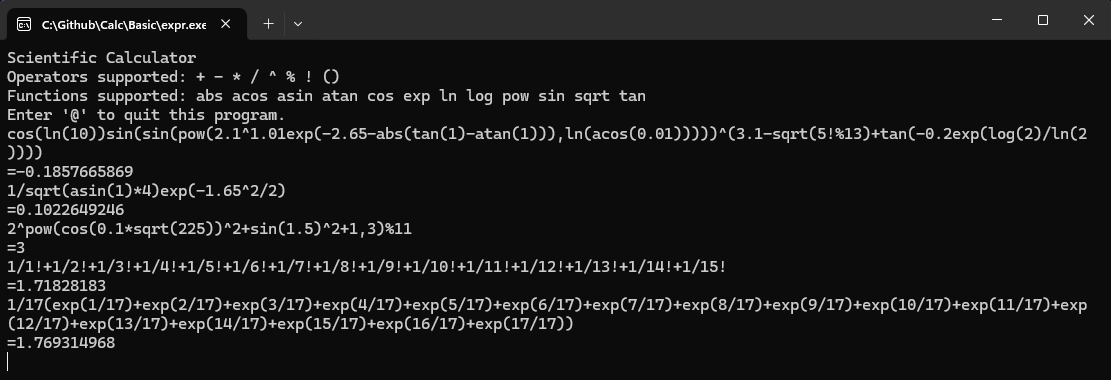 C:\Github\Calc\Basic\expr.exe
Scientific Calculator
Operators supported: + - * / ^ % ! ()
Functions supported: abs acos asin atan cos exp ln log pow sin sqrt tan
Enter '@' to quit this program.
cos(ln(10))sin(sin(pow(2.1^1.01exp(-2.65-abs(tan(1)-atan(1))),ln(acos(0.01)))))^(3.1-sqrt(5!%13)+tan(-0.2exp(log(2)/ln(2
))))
=-0.1857665869
1/sqrt(asin(1)*4)exp(-1.65^2/2)
=0.1022649246
2^pow(cos(0.1*sqrt(225))^2+sin(1.5)^2+1,3)%11
=3
1/1!+1/2!+1/3!+1/4!+1/5!+1/6!+1/7!+1/8!+1/9!+1/10!+1/11!+1/12!+1/13!+1/14!+1/15!
=1.71828183
1/17(exp(1/17)+exp(2/17)+exp(3/17)+exp(4/17)+exp(5/17)+exp(6/17)+exp(7/17)+exp(8/17)+exp(9/17)+exp(10/17)+exp(11/17)+exp
(12/17)+exp(13/17)+exp(14/17)+exp(15/17)+exp(16/17)+exp(17/17))
=1.769314968